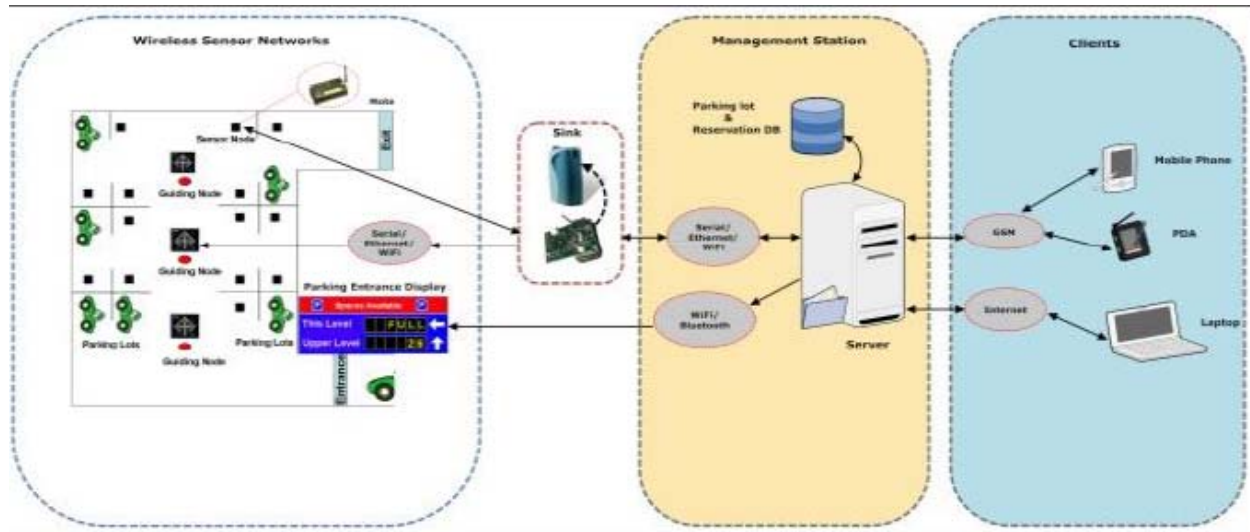 Wireless Sensor Networks
Mote
Sensor Node
Exit
Guiding Node
Guiding Node
Serial/
Ethernet/
WiFi
Parking Entrance Display
Spaces Available
This Level FULL
Upper Level 29
Parking Lots
Parking Lots
Guiding Node
Entrance
Sink
Management Station
Parking lot
&
Reservation DB
Serial/
Ethernet/
WiFi
WiFi/
Bluetooth
Server
Clients
GSM
Mobile Phone
PDA
Internet
Laptop